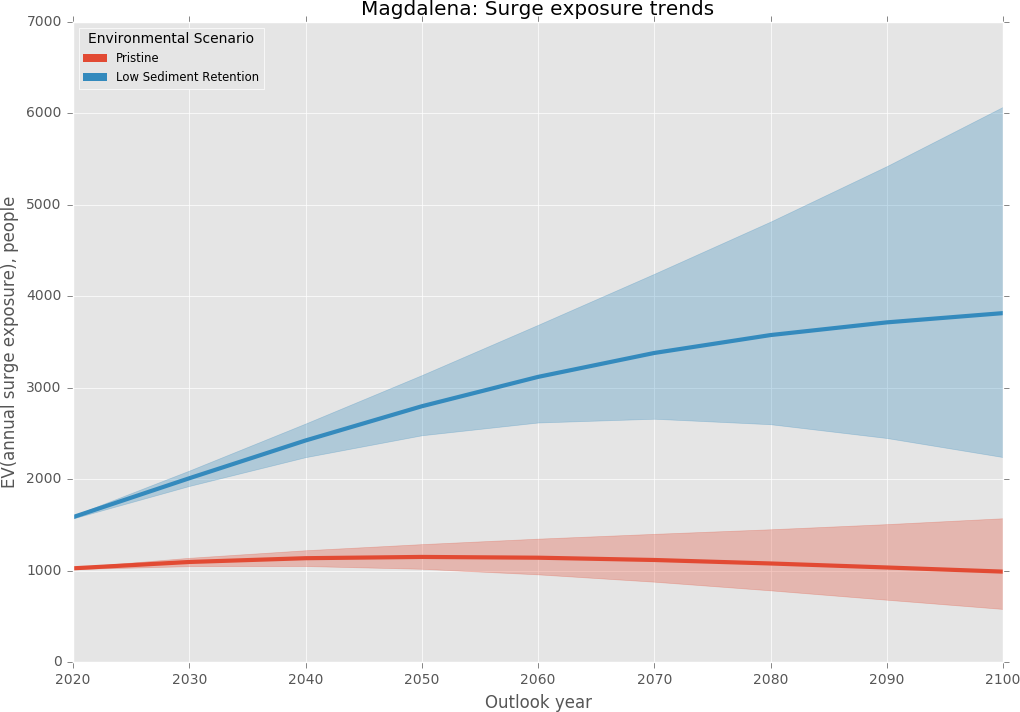 Magdalena: Surge exposure trends
Environmental Scenario
Pristine
Low Sediment Retention
EV(annual surge exposure), people
7000
6000
5000
4000
3000
2000
1000
0
2020 2030 2040 2050 2060 2070 2080 2090 2100
Outlook year